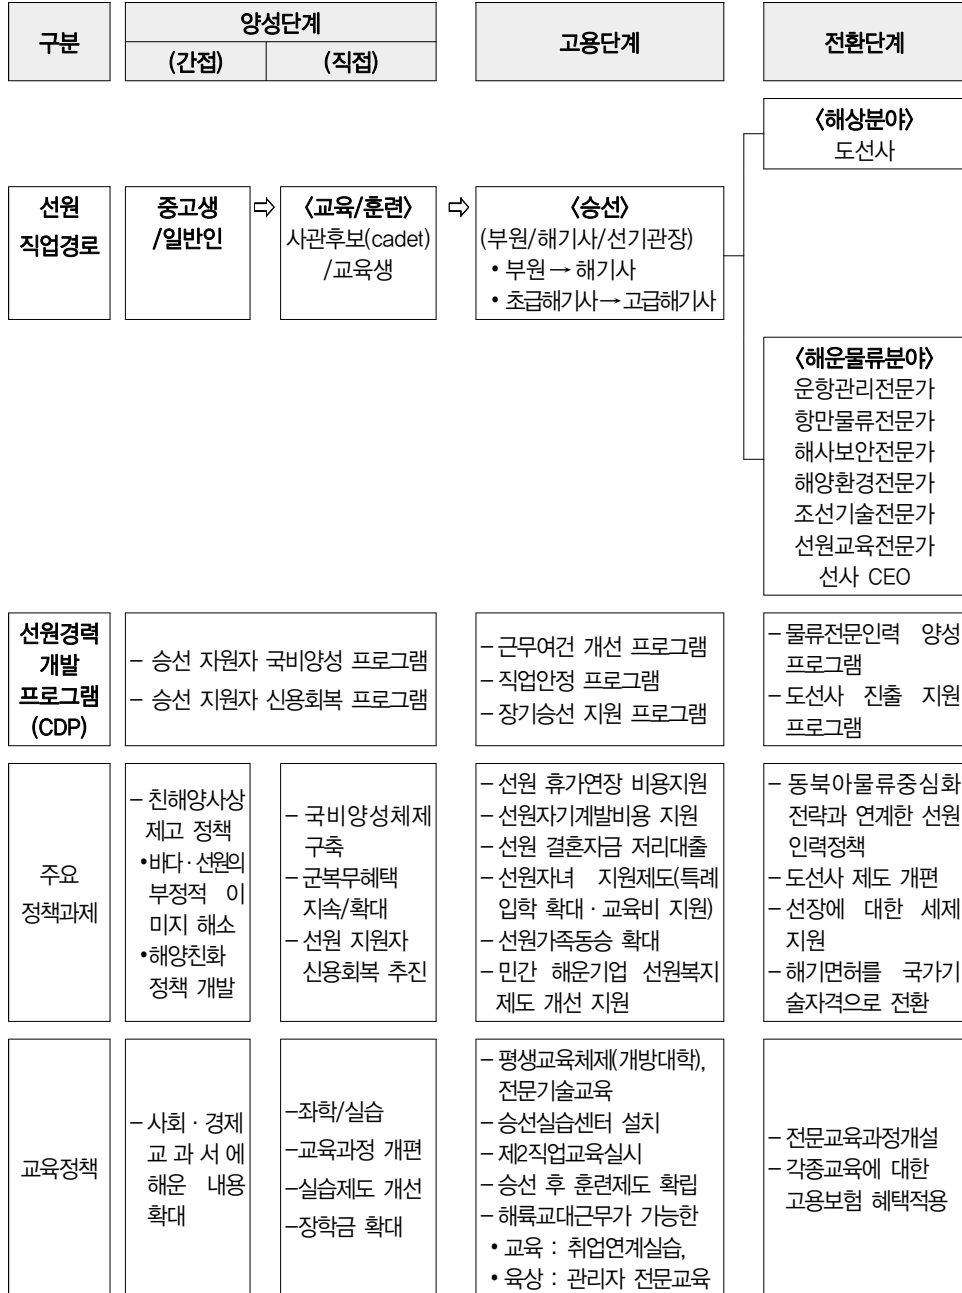 구분
양성단계
(간접)
(직접)
고용단계
전환단계
〈해상분야〉
도선사
선원
직업경로
중고생
/일반인
⇨
〈교육/훈련〉
사관후보(cadet)
/교육생
⇨
〈승선〉
(부원/해기사/선기관장)
• 부원→해기사
• 초급해기사→고급해기사
〈해운물류분야〉
운항관리전문가
항만물류전문가
해사보안전문가
해양환경전문가
조선기술전문가
선원교육전문가
선사 CEO
선원경력
개발
프로그램
(CDP)
– 승선 자원자 국비양성 프로그램
– 승선 지원자 신용회복 프로그램
– 근무여건 개선 프로그램
– 직업안정 프로그램
– 장기승선 지원 프로그램
– 물류전문인력 양성
프로그램
– 도선사 진출 지원
프로그램
주요
정책과제
– 친해양사상
제고 정책
•바다·선원의
부정적 이
미지 해소
•해양친화
정책 개발
– 국비양성체제
구축
– 군복무혜택
지속/확대
– 선원 지원자
신용회복 추진
– 선원 휴가연장 비용지원
– 선원자기계발비용 지원
– 선원 결혼자금 저리대출
– 선원자녀 지원제도(특례
입학 확대·교육비 지원)
– 선원가족동승 확대
– 민간 해운기업 선원복지
제도 개선 지원
– 동북아물류중심화
전략과 연계한 선원
인력정책
– 도선사 제도 개편
– 선장에 대한 세제
지원
– 해기면허를 국가기
술자격으로 전환
교육정책
– 사회·경제
교과서에
해운 내용
확대
–좌학/실습
–교육과정 개편
–실습제도 개선
–장학금 확대
– 평생교육체제(개방대학),
전문기술교육
– 승선실습센터 설치
– 제2직업교육실시
– 승선 후 훈련제도 확립
– 해륙교대근무가 가능한
• 교육 : 취업연계실습,
• 육상 : 관리자 전문교육
– 전문교육과정개설
– 각종교육에 대한
고용보험 혜택적용